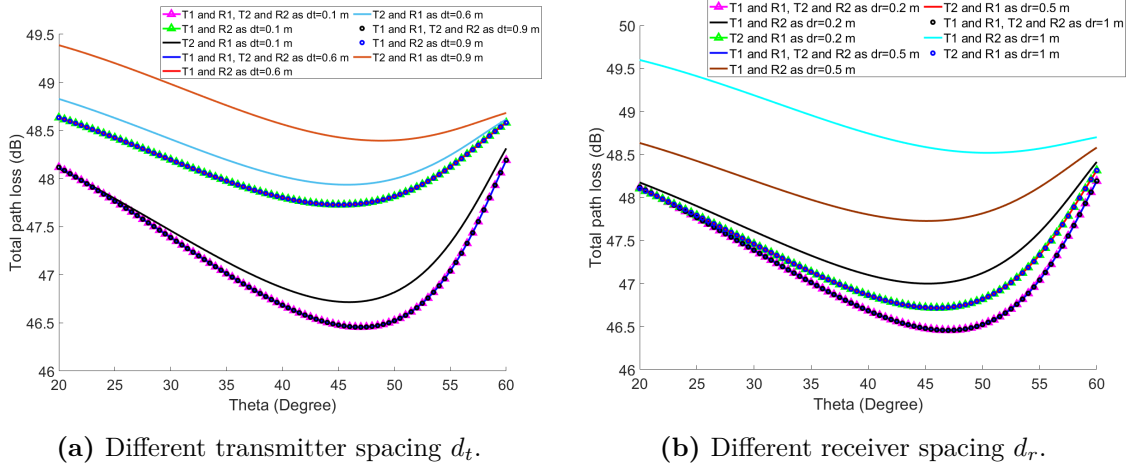 T1 and R1, T2 and R2 as dt=0.1 m
T1 and R2 as dt=0.1 m
T2 and R1 as dt=0.1 m
T1 and R1, T2 and R2 as dt=0.6 m
T1 and R2 as dt=0.6 m
T2 and R1 as dt=0.6 m
T1 and R1, T2 and R2 as dt=0.9 m
T1 and R2 as dt=0.9 m
T2 and R1 as dt=0.9 m
49.5
49
48.5
48
47.5
47
46.5
46
Total path loss (dB)
20 25 30 35 40 45 50 55 60
Theta (Degree)
(a) Different transmitter spacing d_t.
T1 and R1, T2 and R2 as dr=0.2 m
T1 and R2 as dr=0.2 m
T2 and R1 as dr=0.2 m
T1 and R1, T2 and R2 as dr=0.5 m
T1 and R2 as dr=0.5 m
T2 and R1 as dr=0.5 m
T1 and R1, T2 and R2 as dr=1 m
T1 and R2 as dr=1 m
T2 and R1 as dr=1 m
50
49.5
49
48.5
48
47.5
47
46.5
46
Total path loss (dB)
20 25 30 35 40 45 50 55 60
Theta (Degree)
(b) Different receiver spacing d_r.